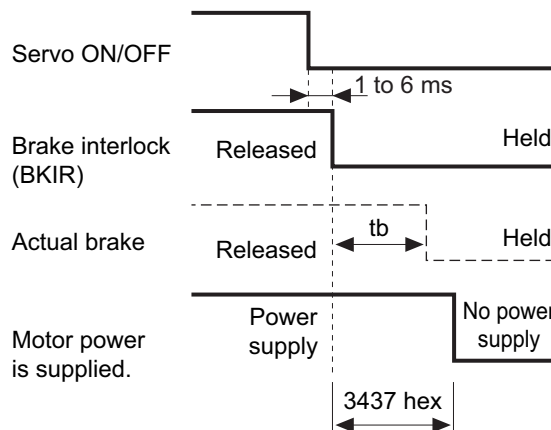 Servo ON/OFF
1 to 6 ms
Brake interlock
(BKIR)
Released
Held
Actual brake
Released
tb
Held
Motor power
is supplied.
Power
supply
No power
supply
3437 hex